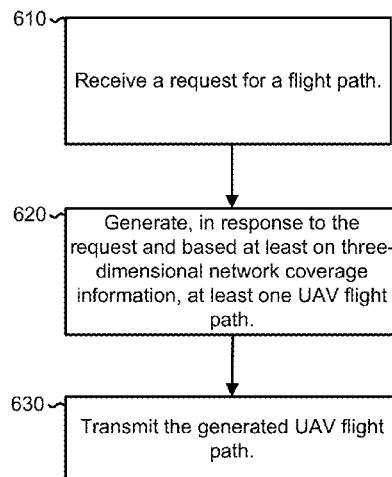 610
Receive a request for a flight path.
620
Generate, in response to the
request and based at least on three-
dimensional network coverage
information, at least one UAV flight
path.
630
Transmit the generated UAV flight
path.